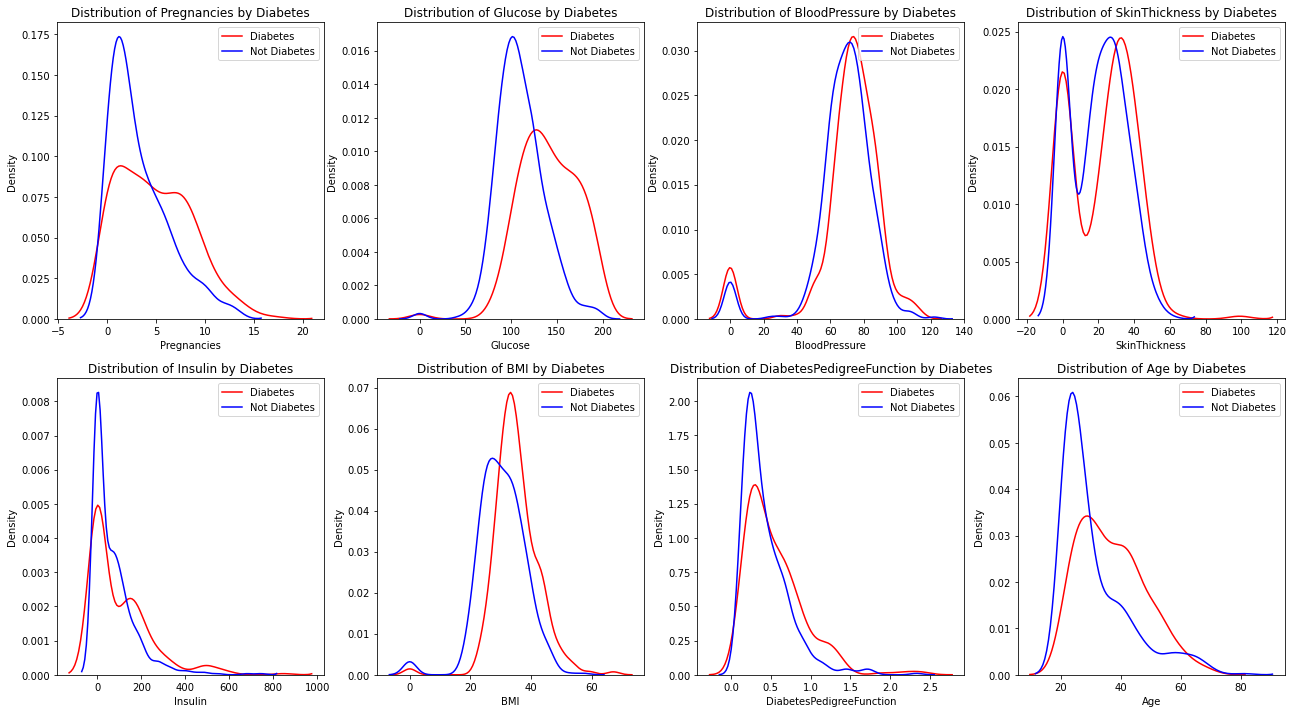 Distribution of Pregnancies by Diabetes
0.175
0.150
0.125
0.100
0.075
0.050
0.025
0.000
Density
Diabetes
Not Diabetes
−5 0 5 10 15 20
Pregnancies
Distribution of Glucose by Diabetes
0.016
0.014
0.012
0.010
0.008
0.006
0.004
0.002
0.000
Density
Diabetes
Not Diabetes
0 50 100 150 200
Glucose
Distribution of BloodPressure by Diabetes
0.030
0.025
0.020
0.015
0.010
0.005
0.000
Density
Diabetes
Not Diabetes
0 20 40 60 80 100 120 140
BloodPressure
Distribution of SkinThickness by Diabetes
0.025
0.020
0.015
0.010
0.005
0.000
Density
Diabetes
Not Diabetes
−20 0 20 40 60 80 100 120
SkinThickness
Distribution of Insulin by Diabetes
0.008
0.007
0.006
0.005
0.004
0.003
0.002
0.001
0.000
Density
Diabetes
Not Diabetes
0 200 400 600 800 1000
Insulin
Distribution of BMI by Diabetes
0.07
0.06
0.05
0.04
0.03
0.02
0.01
0.00
Density
Diabetes
Not Diabetes
0 20 40 60
BMI
Distribution of DiabetesPedigreeFunction by Diabetes
2.00
1.75
1.50
1.25
1.00
0.75
0.50
0.25
0.00
Density
Diabetes
Not Diabetes
0.0 0.5 1.0 1.5 2.0 2.5
DiabetesPedigreeFunction
Distribution of Age by Diabetes
0.06
0.05
0.04
0.03
0.02
0.01
0.00
Density
Diabetes
Not Diabetes
20 40 60 80
Age